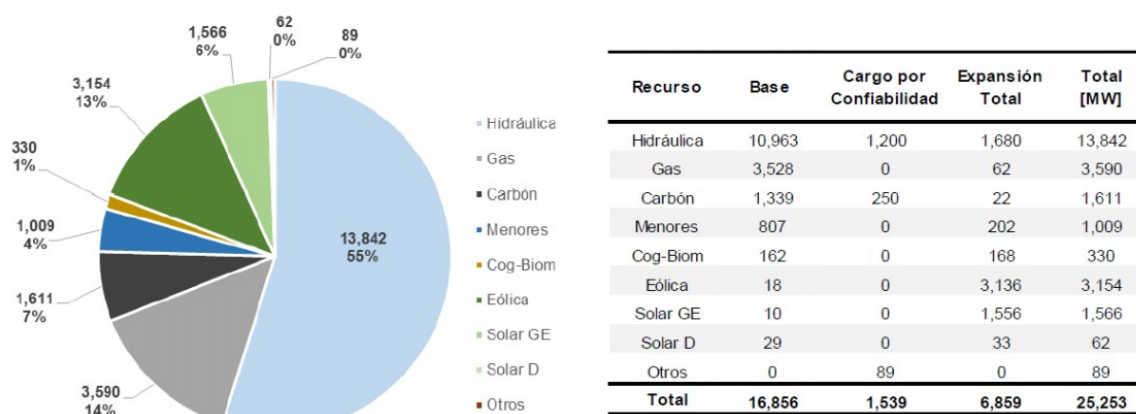 62
0%
89
0%
1,566
6%
3,154
13%
330
1%
1,009
4%
1,611
7%
3,590
14%
13,842
55%
Hidráulica
Gas
Carbón
Menores
Cog-Biom
Eólica
Solar GE
Solar D
Otros
Recurso Base Cargo por Confiabilidad Expansión Total Total [MW]
Hidráulica 10,963 1,200 1,680 13,842
Gas 3,528 0 62 3,590
Carbón 1,339 250 22 1,611
Menores 807 0 202 1,009
Cog-Biom 162 0 168 330
Eólica 18 0 3,136 3,154
Solar GE 10 0 1,556 1,566
Solar D 29 0 33 62
Otros 0 89 0 89
Total 16,856 1,539 6,859 25,253